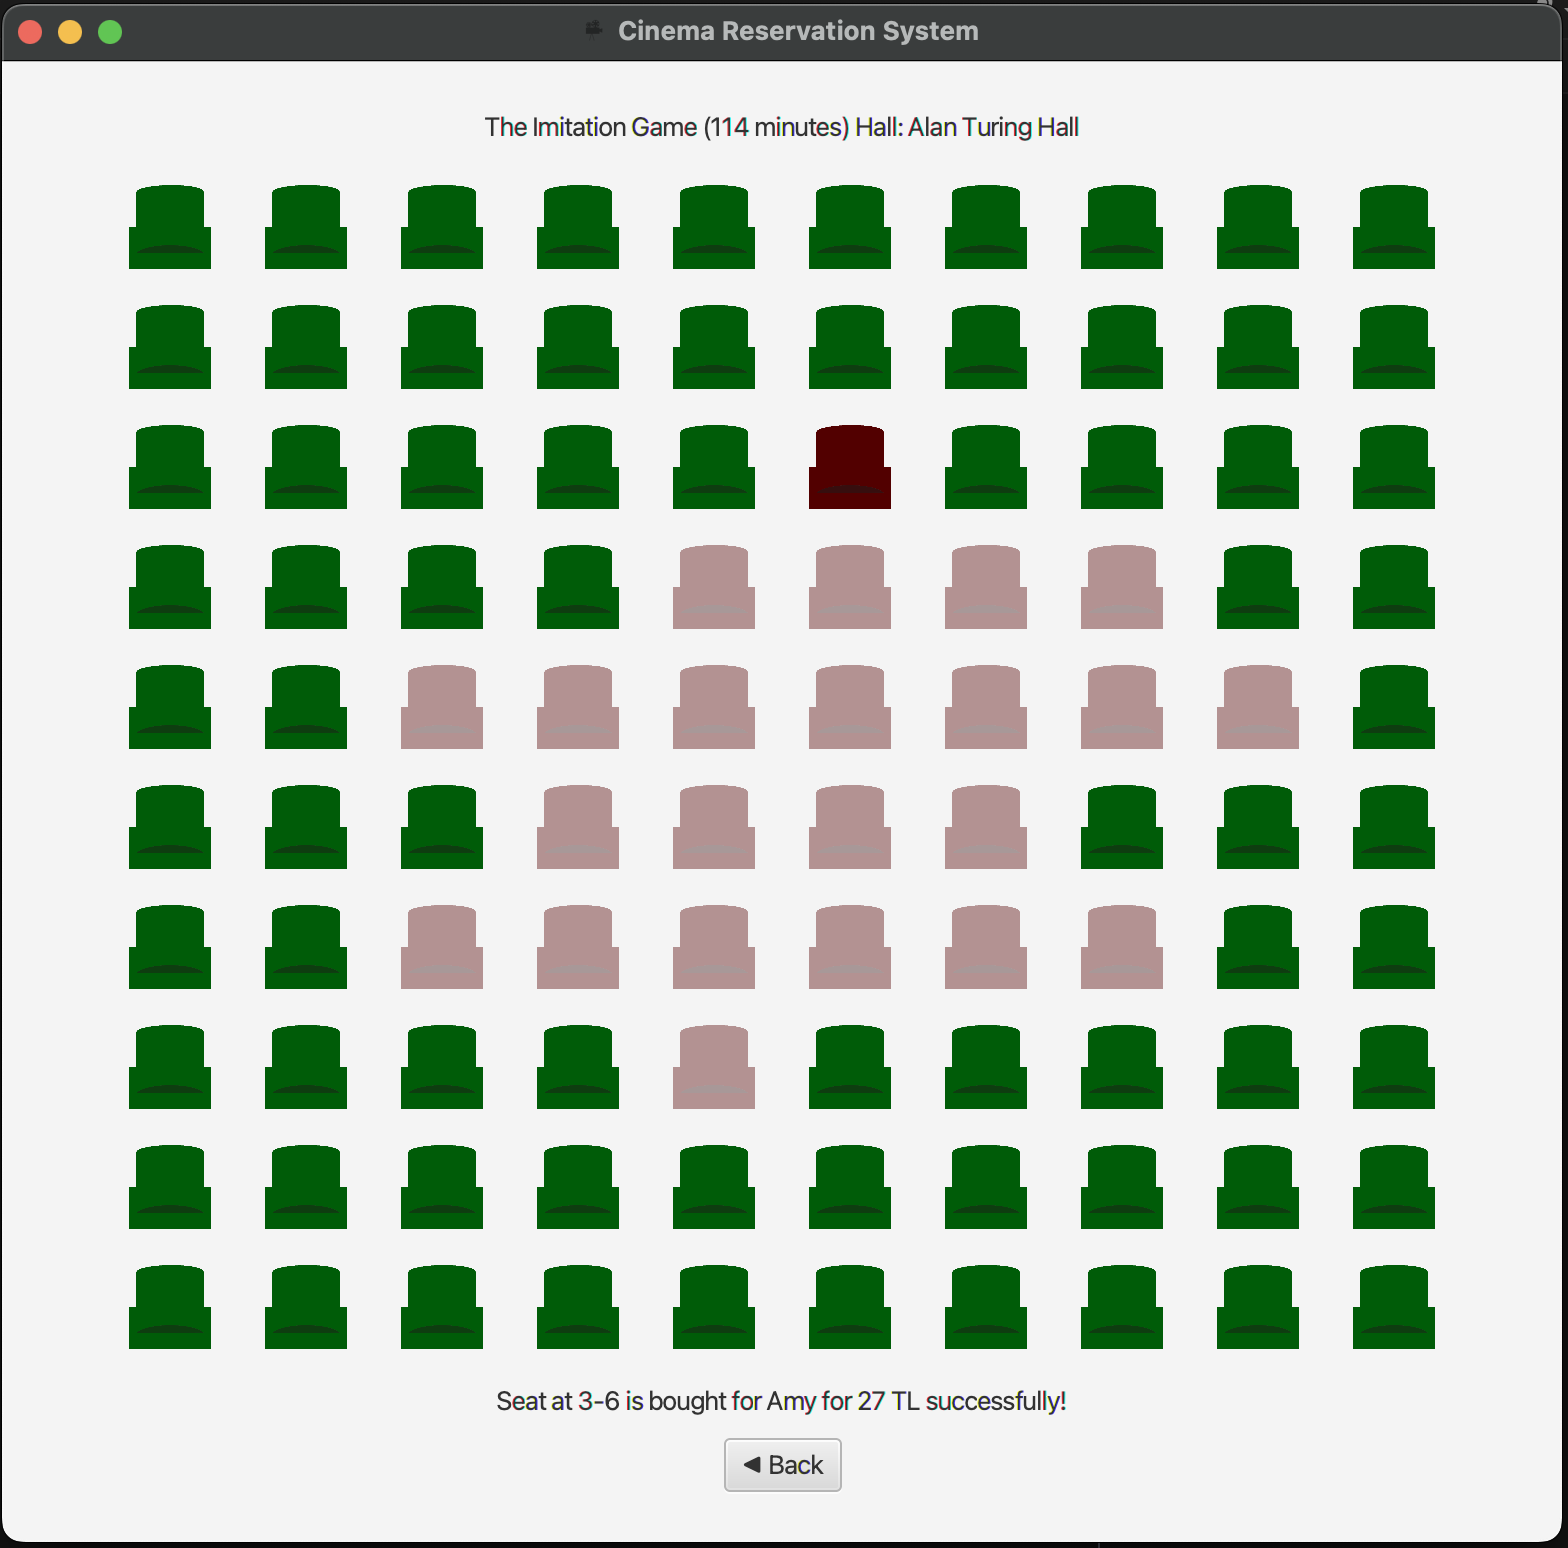 Cinema Reservation System
The Imitation Game (114 minutes) Hall: Alan Turing Hall
Seat at 3-6 is bought for Amy for 27 TL successfully!
◀ Back